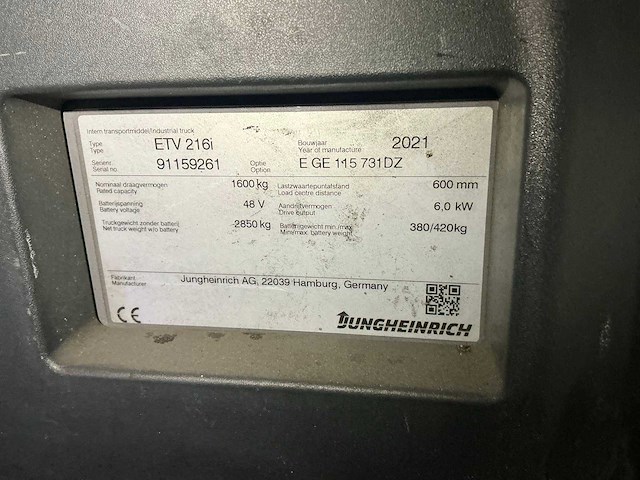 Intern transportmiddel/Industrial truck
Type ETV 216i Bouwjaar 2021
Type Year of manufacture
Serienr. 91159261 Optie E GE 115 731DZ
Serial no. Option
Nominaal draagvermogen 1600 kg Lastzwaartepuntafstand 600 mm
Rated capacity Load centre distance
Batterijspanning 48 V Aandrijfvermogen 6,0 kW
Battery voltage Drive output
Truckgewicht zonder batterij 2850 kg Batterijgewicht min./max. 380/420kg
Net truck weight w/o battery Min/max. battery weight
Fabrikant Jungheinrich AG, 22039 Hamburg, Germany
Manufacturer
CE JUNGHEINRICH